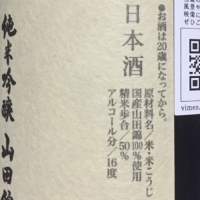 ●お酒は20歳になってから。
日本酒
原材料名／米・米こうじ
国産山田錦100%使用
精米歩合／50%
アルコール分／16度
純米吟醸 山田錦
vimeo.